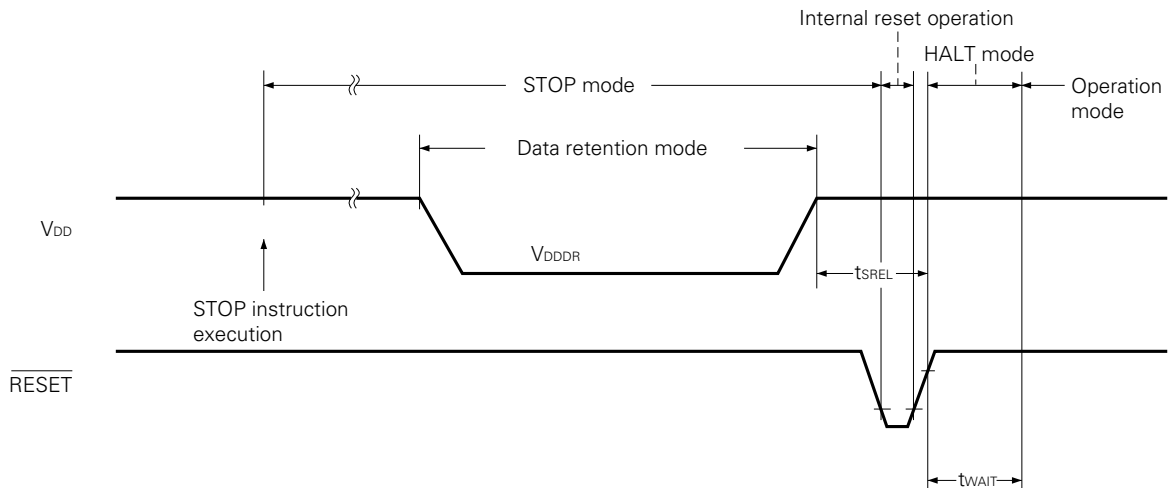 Internal reset operation
HALT mode
STOP mode
Operation
mode
Data retention mode
VDD
VDDDR
tSREL
STOP instruction
execution
RESET
tWAIT